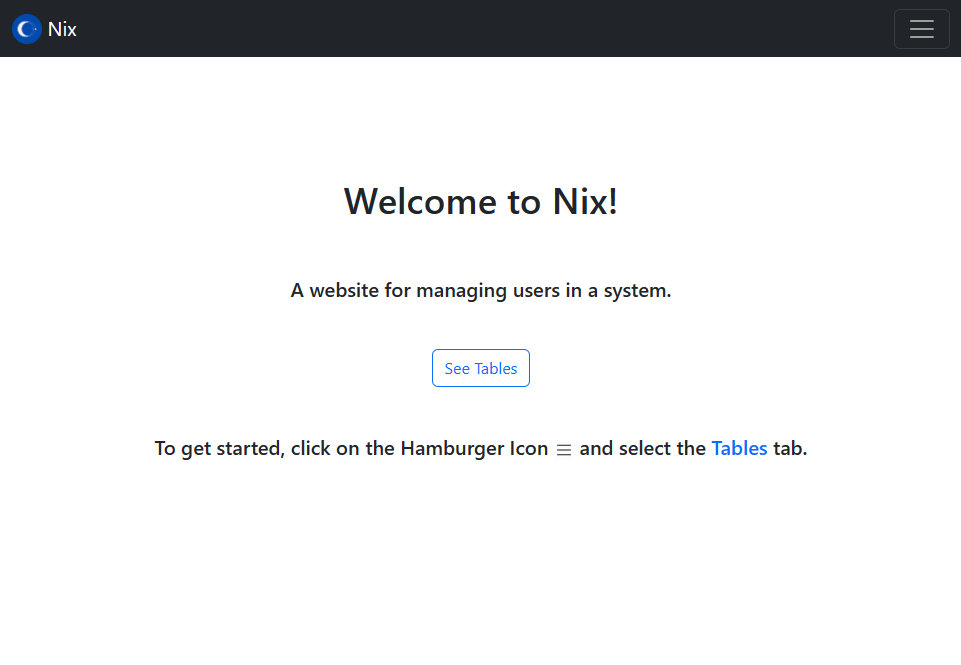 Nix
Welcome to Nix!
A website for managing users in a system.
See Tables
To get started, click on the Hamburger Icon ☰ and select the Tables tab.